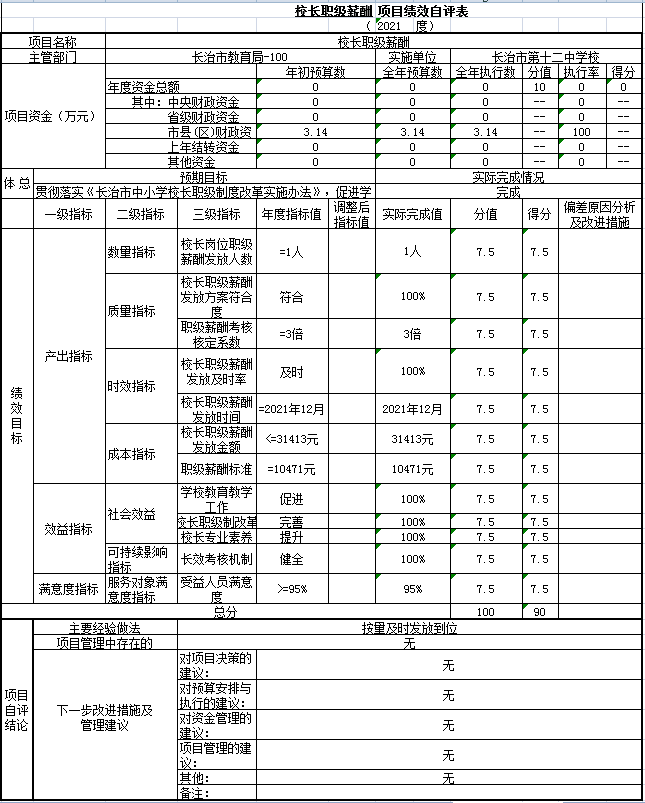 校长职级薪酬 项目绩效自评表
（ 2021 度）
项目名称 校长职级薪酬
主管部门 长治市教育局-100 实施单位 长治市第十二中学校
项目资金（万元） 年初预算数 全年预算数 全年执行数 分值 执行率 得分
年度资金总额 0 0 0 10 0 0
其中：中央财政资金 0 0 0 -- 0 --
省级财政资金 0 0 0 -- 0 --
市县(区)财政资 3.14 3.14 3.14 -- 100 --
上年结转资金 0 0 0 -- 0 --
其他资金 0 0 0 -- 0 --
体 总 预期目标 实际完成情况
贯彻落实《长治市中小学校长职级制度改革实施办法》，促进学 完成
绩效目标
一级指标 二级指标 三级指标 年度指标值 调整后指标值 实际完成值 分值 得分 偏差原因分析及改进措施
产出指标 数量指标 校长岗位职级薪酬发放人数 =1人 1人 7.5 7.5
质量指标 校长职级薪酬发放方案符合度 符合 100% 7.5 7.5
职级薪酬考核核定系数 =3倍 3倍 7.5 7.5
时效指标 校长职级薪酬发放及时率 及时 100% 7.5 7.5
校长职级薪酬发放时间 =2021年12月 2021年12月 7.5 7.5
成本指标 校长职级薪酬发放金额 <=31413元 31413元 7.5 7.5
职级薪酬标准 =10471元 10471元 7.5 7.5
效益指标 社会效益 学校教育教学工作 促进 100% 7.5 7.5
校长职级制改革 完善 100% 7.5 7.5
校长专业素养 提升 100% 7.5 7.5
可持续影响指标 长效考核机制 健全 100% 7.5 7.5
满意度指标 服务对象满意度指标 受益人员满意度 >=95% 95% 7.5 7.5
总分 100 90
项目自评结论
主要经验做法 按量及时发放到位
项目管理中存在的 无
下一步改进措施及管理建议 对项目决策的建议： 无
对预算安排与执行的建议： 无
对资金管理的建议： 无
项目管理的建议： 无
其他： 无
备注：